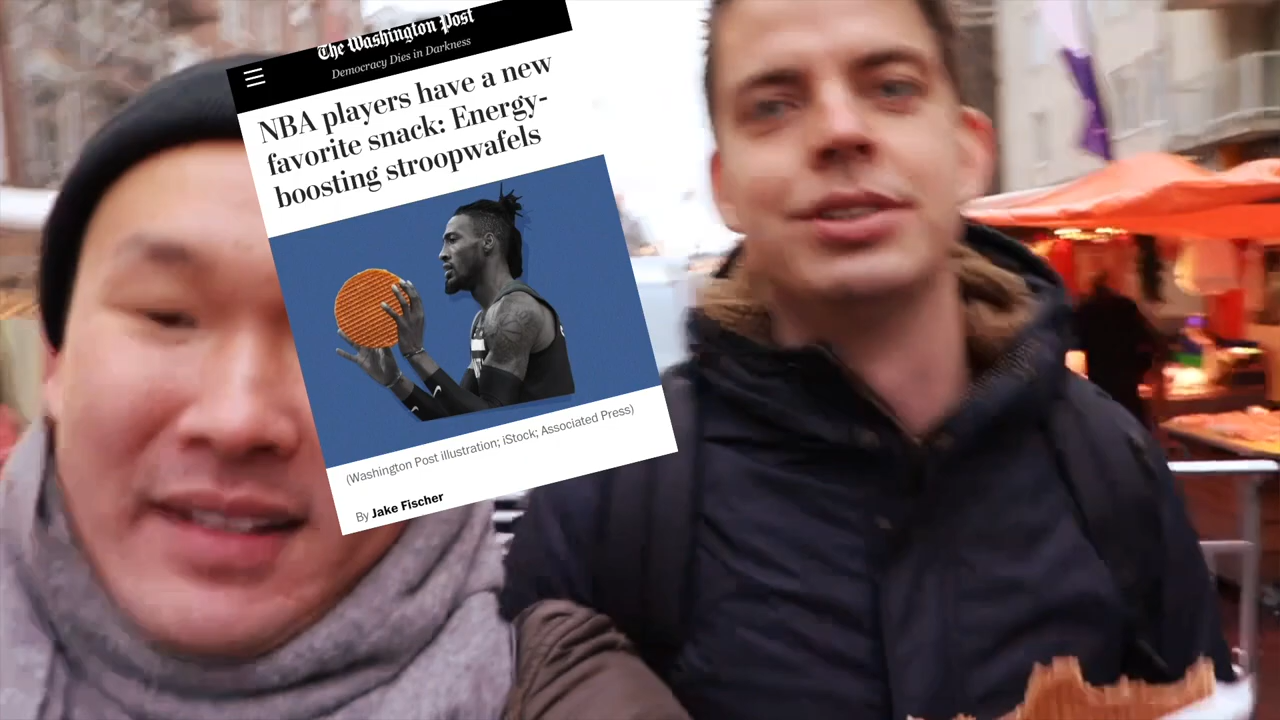 The Washington Post
Democracy Dies in Darkness
NBA players have a new
favorite snack: Energy-
boosting stroopwafels
(Washington Post illustration; iStock; Associated Press)
By Jake Fischer